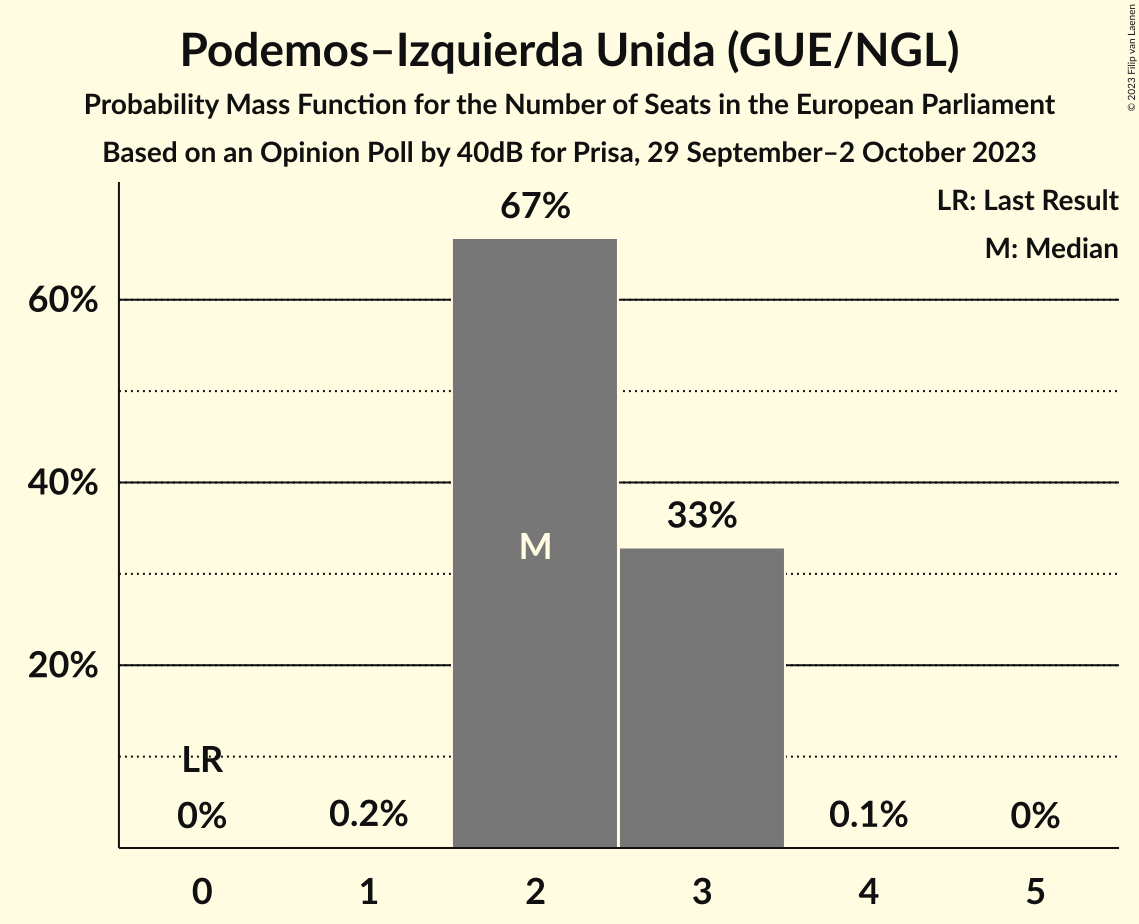 Podemos–Izquierda Unida (GUE/NGL)
Probability Mass Function for the Number of Seats in the European Parliament
Based on an Opinion Poll by 40dB for Prisa, 29 September–2 October 2023
© 2023 Filip van Laenen
LR: Last Result
M: Median
67%
60%
40%
33%
M
20%
LR
0%
0.2%
0.1%
0%
0 1 2 3 4 5